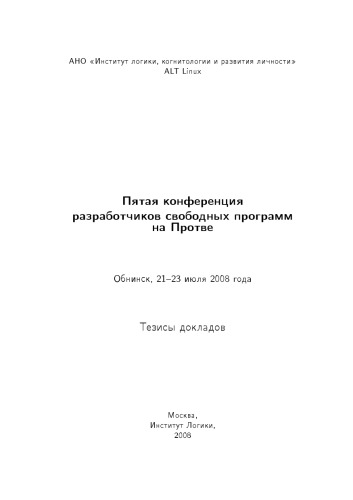 АНО «Институт логики, когнитологии и развития личности»
ALT Linux
Пятая конференция
разработчиков свободных программ
на Протве
Обнинск, 21–23 июля 2008 года
Тезисы докладов
Москва,
Институт Логики,
2008